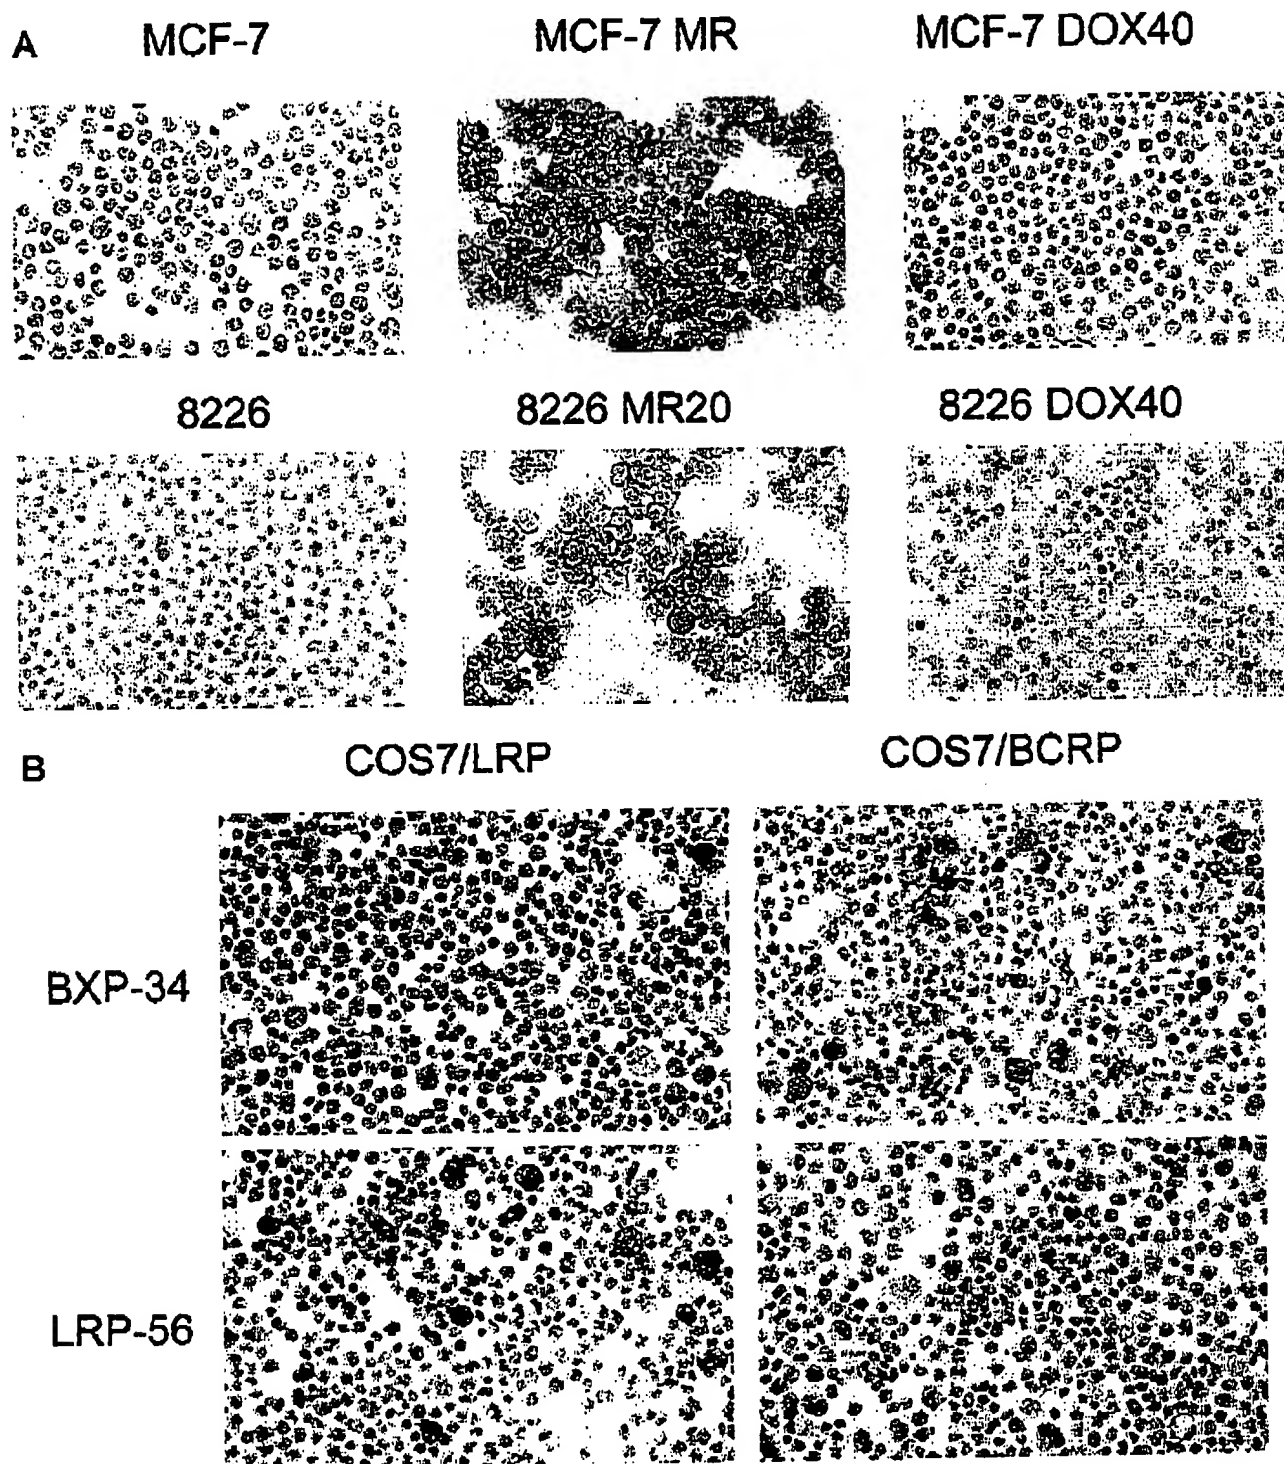 A MCF-7 MCF-7 MR MCF-7 DOX40
8226 8226 MR20 8226 DOX40
B COS7/LRP COS7/BCRP
BXP-34
LRP-56